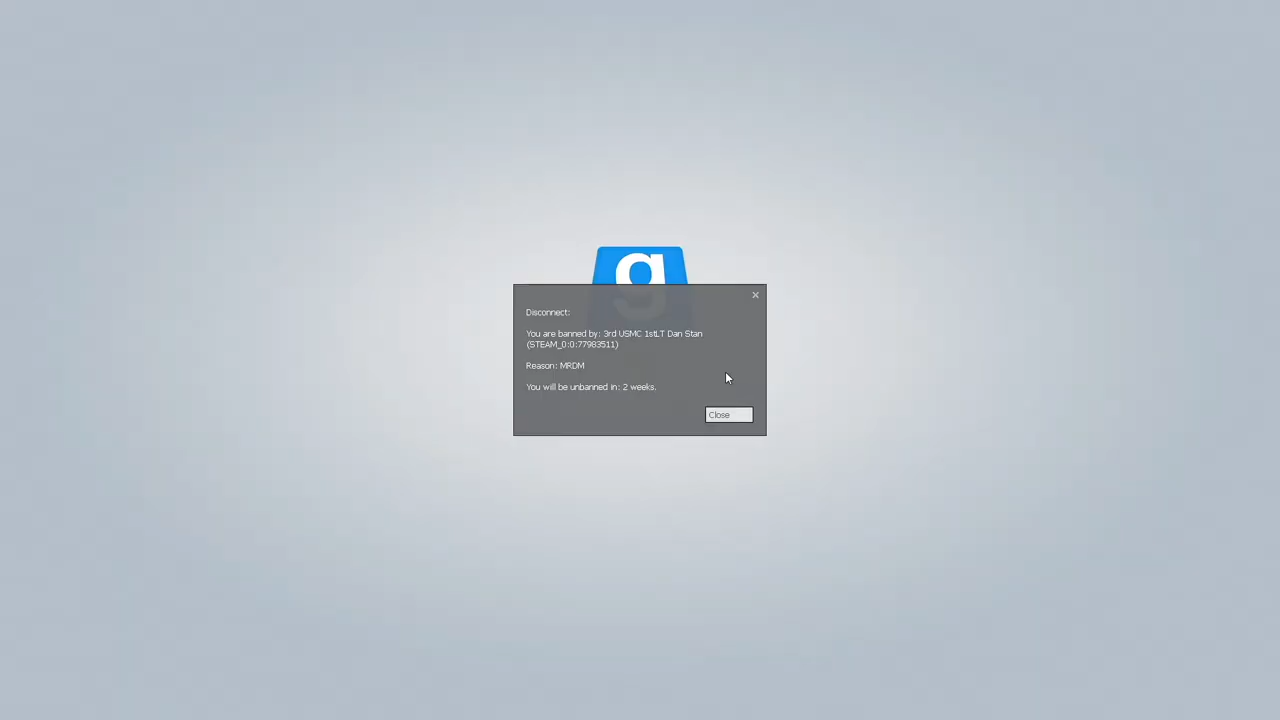 g
Disconnect:
You are banned by: 3rd USMC 1stLT Dan Stan
(STEAM_0:0:77983511)
Reason: MRDM
You will be unbanned in: 2 weeks.
Close